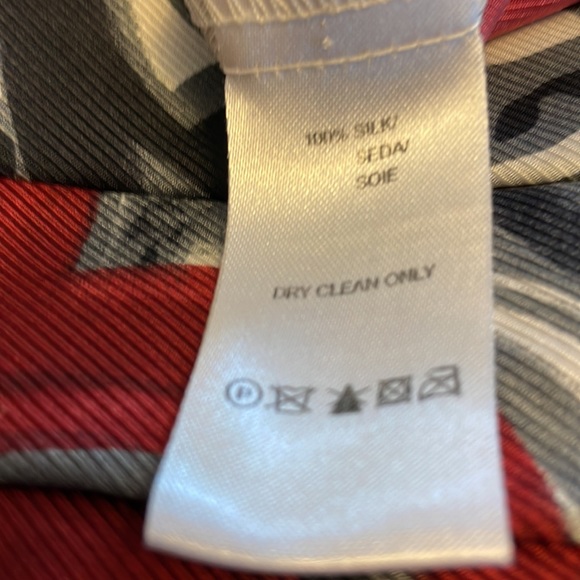 100% SILK/
SEDA/
SOIE
DRY CLEAN ONLY
P